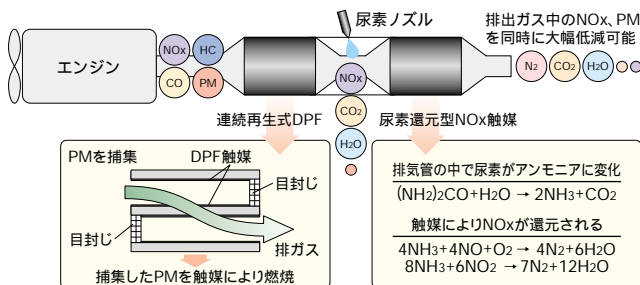 尿素ノズル
排出ガス中のNOx、PM
を同時に大幅低減可能
エンジン
NOx
HC
CO
PM
NOx
CO2
H2O
N2
CO2
H2O
連続再生式DPF
尿素還元型NOx触媒
PMを捕集
DPF触媒
目封じ
目封じ
排ガス
捕集したPMを触媒により燃焼
排気管の中で尿素がアンモニアに変化
(NH2)2CO+H2O → 2NH3+CO2
触媒によりNOxが還元される
4NH3+4NO+O2 → 4N2+6H2O
8NH3+6NO2 → 7N2+12H2O